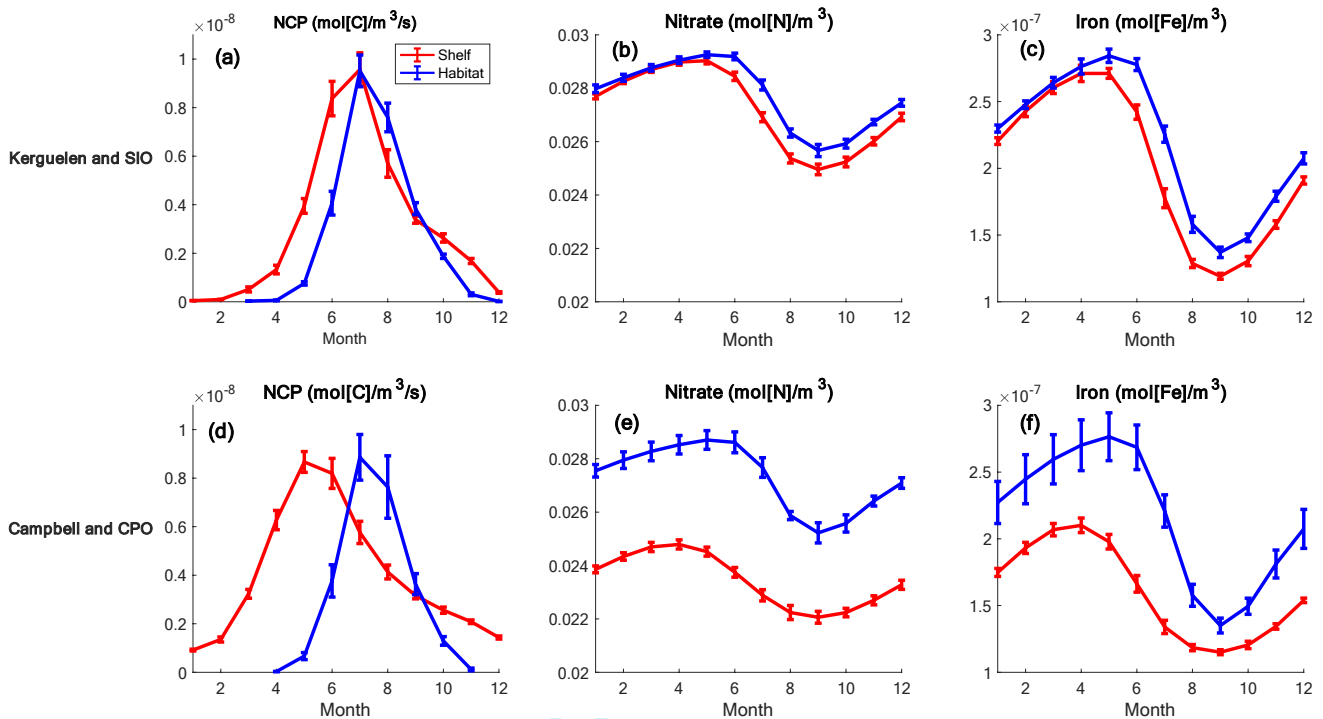 NCP (mol[C]/m³/s)
×10⁻⁸
(a)
Shelf
Habitat
1
0.8
0.6
0.4
0.2
0
2 4 6 8 10 12
Month
Kerguelen and SIO
Nitrate (mol[N]/m³)
(b)
0.03
0.028
0.026
0.024
0.022
0.02
2 4 6 8 10 12
Month
Iron (mol[Fe]/m³)
×10⁻⁷
(c)
3
2.5
2
1.5
1
2 4 6 8 10 12
Month
NCP (mol[C]/m³/s)
×10⁻⁸
(d)
1
0.8
0.6
0.4
0.2
0
2 4 6 8 10 12
Month
Campbell and CPO
Nitrate (mol[N]/m³)
(e)
0.03
0.028
0.026
0.024
0.022
0.02
2 4 6 8 10 12
Month
Iron (mol[Fe]/m³)
×10⁻⁷
(f)
3
2.5
2
1.5
1
2 4 6 8 10 12
Month